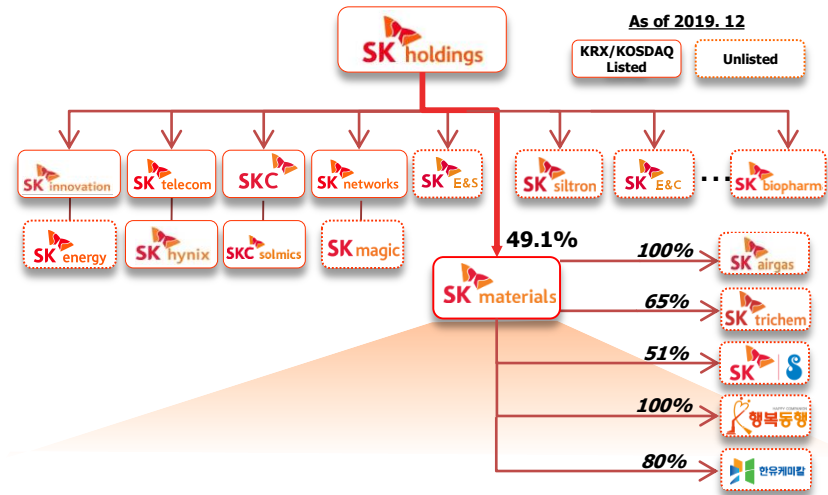 As of 2019. 12
SK holdings
KRX/KOSDAQ
Listed
Unlisted
SK innovation
SK telecom
SKC
SK networks
SK E&S
SK siltron
SK E&C
...
SK biopharm
SK energy
SK hynix
SKC solmics
SK magic
49.1%
SK materials
100%
SK airgas
65%
SK trichem
51%
SK
100%
HAPPY COMPANION
행복동행
80%
한유케미칼